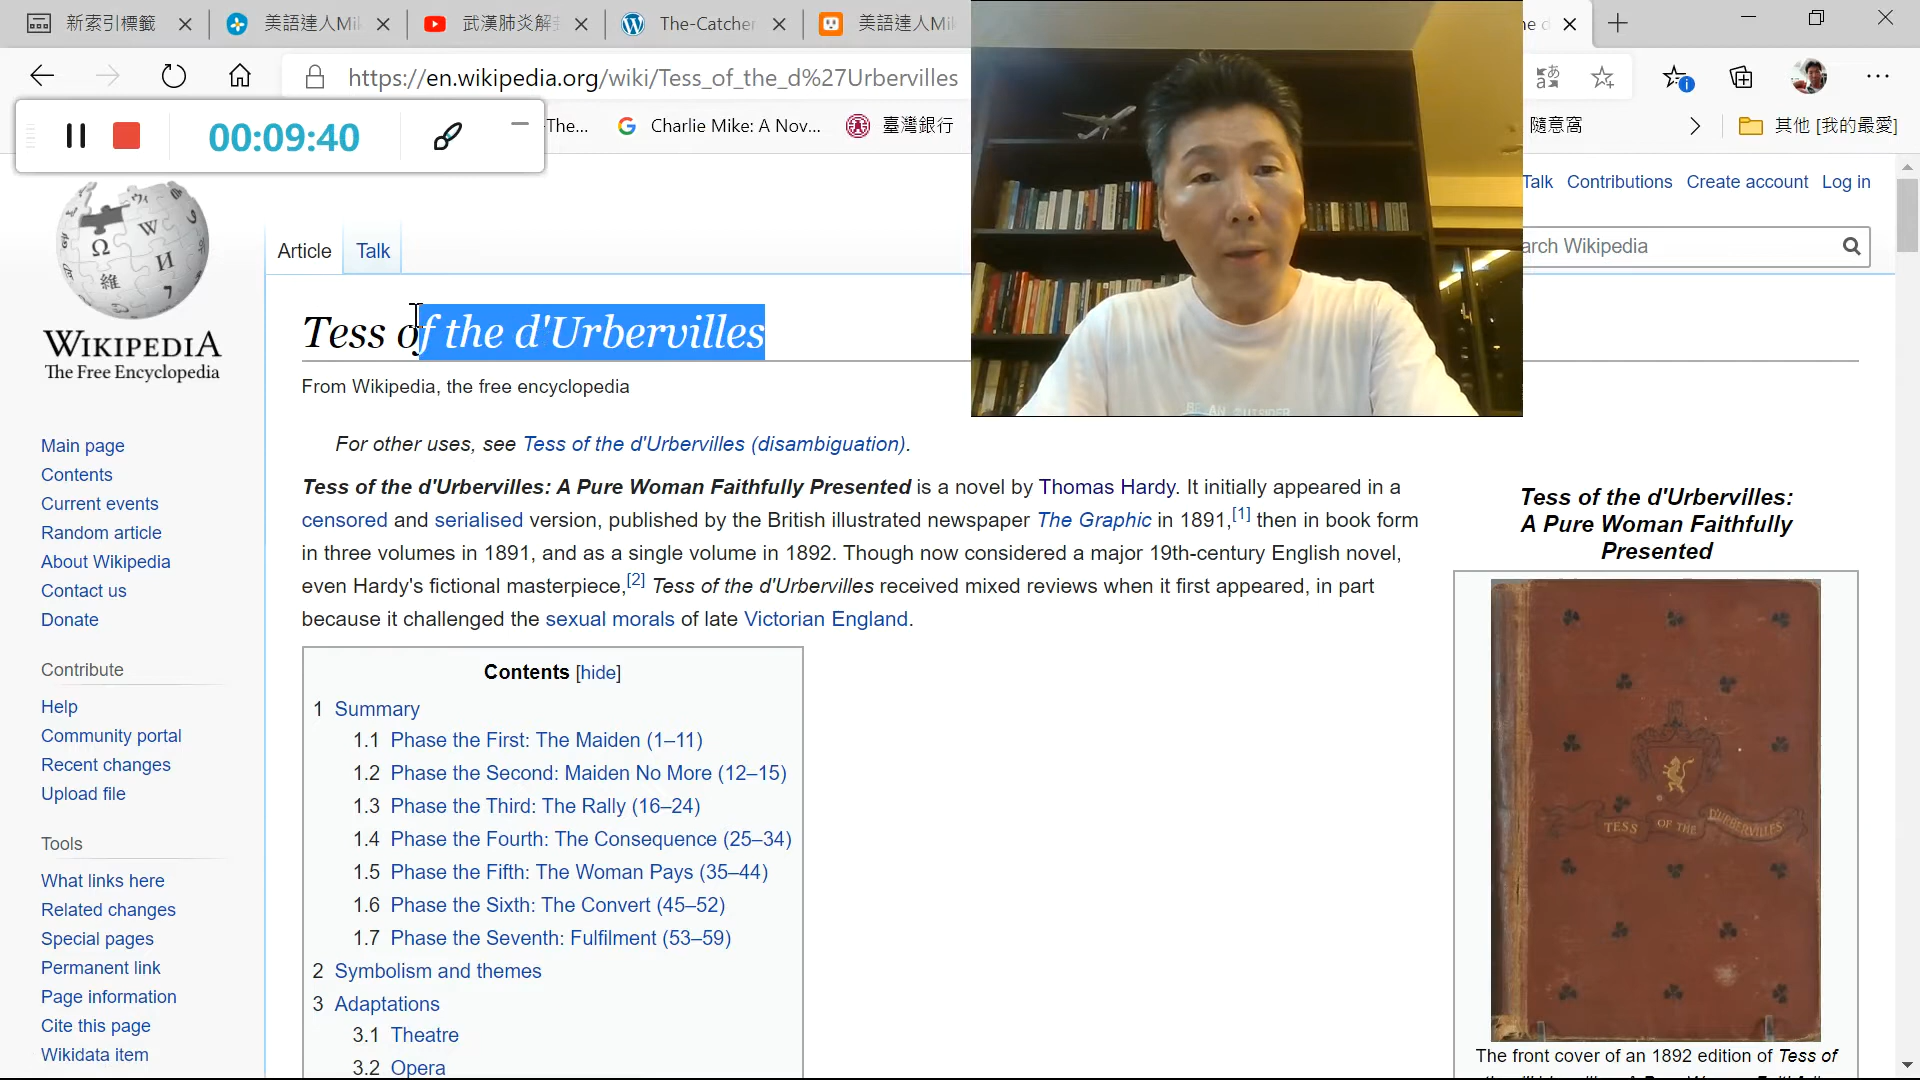 新索引標籤
美語達人Mi
武漢肺炎解
The-Catcher
美語達人Mi
https://en.wikipedia.org/wiki/Tess_of_the_d%27Urbervilles
00:09:40
The...
Charlie Mike: A Nov...
臺灣銀行
隨意窩
其他 [我的最愛]
Talk
Contributions
Create account
Log in
Article
Talk
arch Wikipedia
WIKIPEDIA
The Free Encyclopedia
Tess of the d'Urbervilles
From Wikipedia, the free encyclopedia
For other uses, see Tess of the d'Urbervilles (disambiguation).
Tess of the d'Urbervilles: A Pure Woman Faithfully Presented is a novel by Thomas Hardy. It initially appeared in a
censored and serialised version, published by the British illustrated newspaper The Graphic in 1891,[1] then in book form
in three volumes in 1891, and as a single volume in 1892. Though now considered a major 19th-century English novel,
even Hardy's fictional masterpiece,[2] Tess of the d'Urbervilles received mixed reviews when it first appeared, in part
because it challenged the sexual morals of late Victorian England.
Main page
Contents
Current events
Random article
About Wikipedia
Contact us
Donate
Contribute
Help
Community portal
Recent changes
Upload file
Tools
What links here
Related changes
Special pages
Permanent link
Page information
Cite this page
Wikidata item
Contents [hide]
1 Summary
1.1 Phase the First: The Maiden (1–11)
1.2 Phase the Second: Maiden No More (12–15)
1.3 Phase the Third: The Rally (16–24)
1.4 Phase the Fourth: The Consequence (25–34)
1.5 Phase the Fifth: The Woman Pays (35–44)
1.6 Phase the Sixth: The Convert (45–52)
1.7 Phase the Seventh: Fulfilment (53–59)
2 Symbolism and themes
3 Adaptations
3.1 Theatre
3.2 Opera
Tess of the d'Urbervilles:
A Pure Woman Faithfully
Presented
TESS OF THE D'URBERVILLES
The front cover of an 1892 edition of Tess of